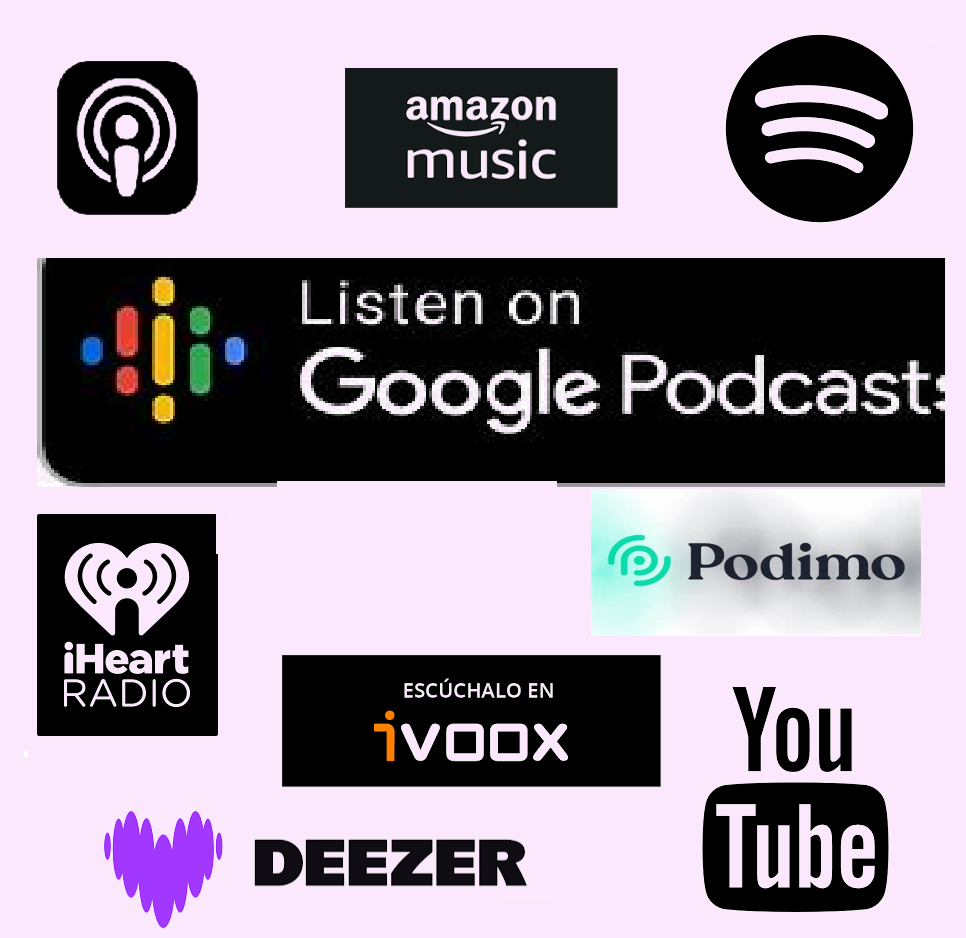 amazon
music
Listen on
Google Podcasts
Podimo
iHeart
RADIO
ESCÚCHALO EN
ivoox
You
Tube
DEEZER